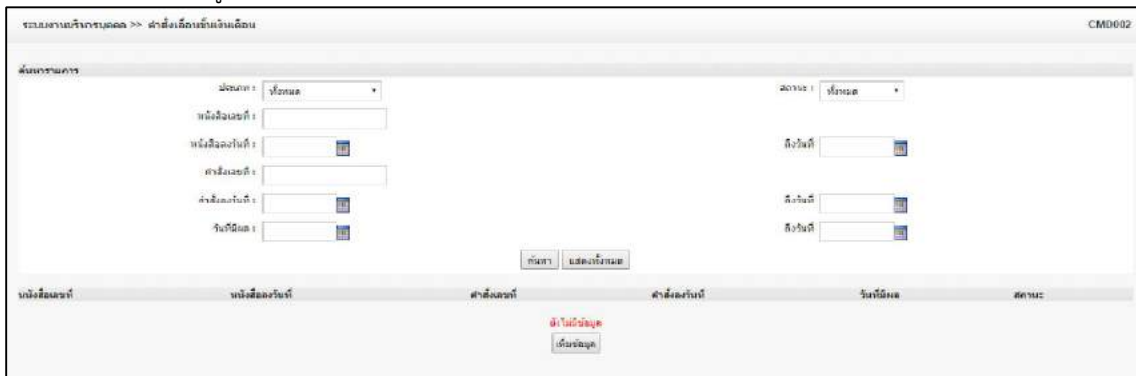 ระบบงานบริหารบุคคล >> คำสั่งเลื่อนขั้นเงินเดือน CMD002
ค้นหารายการ
ประเภท : ทั้งหมด สถานะ : ทั้งหมด
หนังสือเลขที่ :
หนังสือลงวันที่ : ถึงวันที่
คำสั่งเลขที่ :
คำสั่งลงวันที่ : ถึงวันที่
วันที่มีผล : ถึงวันที่
ค้นหา แสดงทั้งหมด
หนังสือเลขที่ หนังสือลงวันที่ คำสั่งเลขที่ คำสั่งลงวันที่ วันที่มีผล สถานะ
ยังไม่มีข้อมูล
เพิ่มข้อมูล